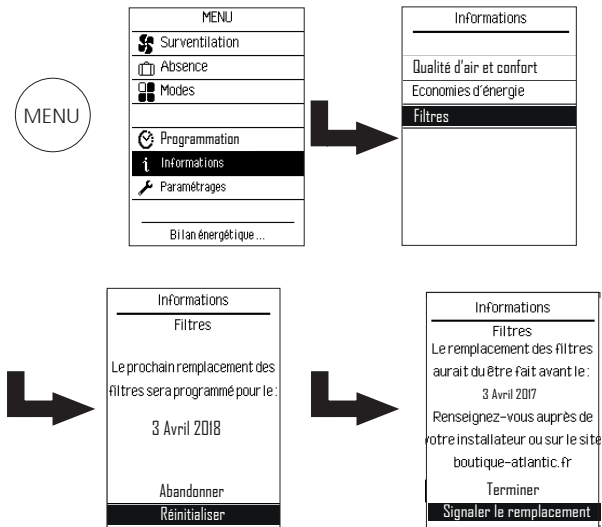 MENU
MENU
Surventilation
Absence
Modes
Programmation
Informations
Paramétrages
Bilan énergétique ...
Informations
Qualité d'air et confort
Economies d'énergie
Filtres
Informations
Filtres
Le prochain remplacement des
filtres sera programmé pour le :
3 Avril 2018
Abandonner
Réinitialiser
Informations
Filtres
Le remplacement des filtres
aurait du être fait avant le :
3 Avril 2017
Renseignez-vous auprès de
votre installateur ou sur le site
boutique-atlantic.fr
Terminer
Signaler le remplacement